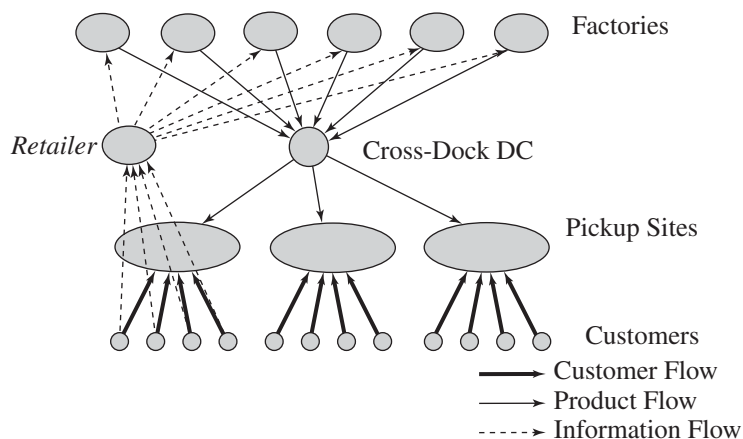 Factories
Retailer
Cross-Dock DC
Pickup Sites
Customers
Customer Flow
Product Flow
Information Flow